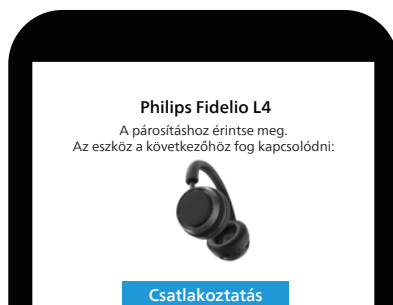 Philips Fidelio L4
A párosításhoz érintse meg.
Az eszköz a következőhöz fog kapcsolódni:
Csatlakoztatás